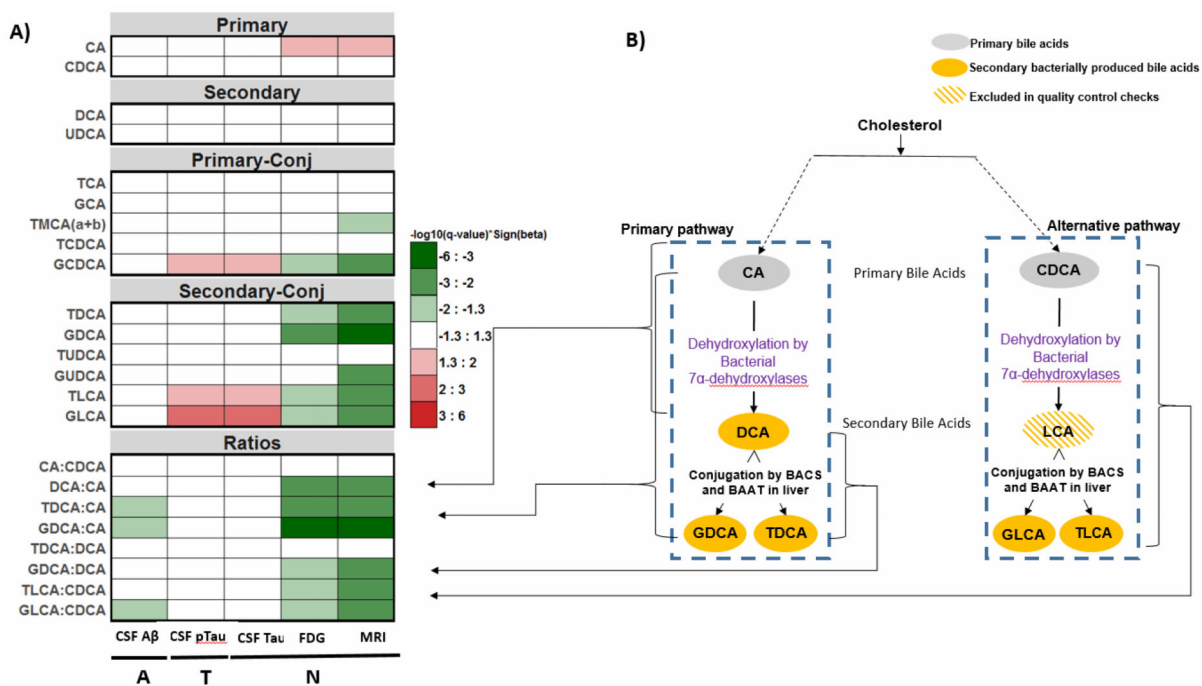 A)
Primary
CA
CDCA
Secondary
DCA
UDCA
Primary-Conj
TCA
GCA
TMCA(a+b)
TCDCA
GCDCA
Secondary-Conj
TDCA
GDCA
TUDCA
GUDCA
TLCA
GLCA
Ratios
CA:CDCA
DCA:CA
TDCA:CA
GDCA:CA
TDCA:DCA
GDCA:DCA
TLCA:CDCA
GLCA:CDCA
CSF Aβ CSF pTau CSF Tau FDG MRI
A T N
-log10(q-value)*Sign(beta)
-6 : -3
-3 : -2
-2 : -1.3
-1.3 : 1.3
1.3 : 2
2 : 3
3 : 6
B)
Primary bile acids
Secondary bacterially produced bile acids
Excluded in quality control checks
Cholesterol
Primary pathway
Alternative pathway
CA
Primary Bile Acids
CDCA
Dehydroxylation by
Bacterial
7α-dehydroxylases
Dehydroxylation by
Bacterial
7α-dehydroxylases
DCA
Secondary Bile Acids
LCA
Conjugation by BACS
and BAAT in liver
Conjugation by BACS
and BAAT in liver
GDCA
TDCA
GLCA
TLCA